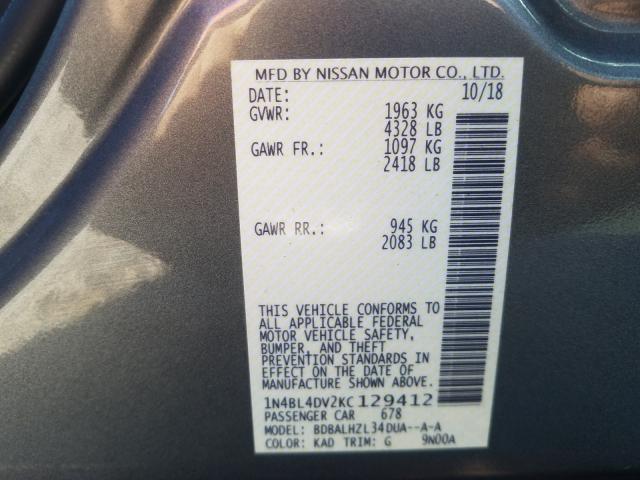 MFD BY NISSAN MOTOR CO., LTD.
DATE: 10/18
GVWR: 1963 KG
4328 LB
GAWR FR.: 1097 KG
2418 LB
GAWR RR.: 945 KG
2083 LB
THIS VEHICLE CONFORMS TO
ALL APPLICABLE FEDERAL
MOTOR VEHICLE SAFETY,
BUMPER, AND THEFT
PREVENTION STANDARDS IN
EFFECT ON THE DATE OF
MANUFACTURE SHOWN ABOVE.
1N4BL4DV2KC129412
PASSENGER CAR 678
MODEL: BDBALHZL34DUA--A-A
COLOR: KAD TRIM: G 9N00A